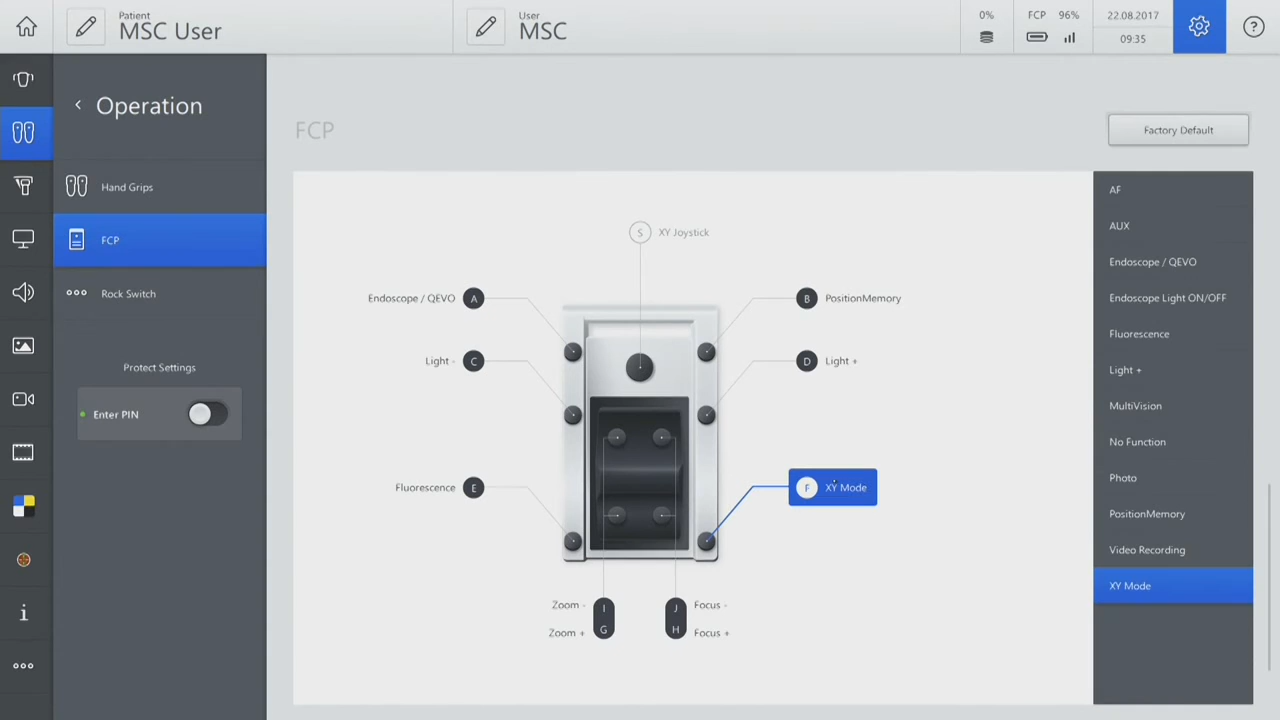 Patient
MSC User
User
MSC
0%
FCP 96%
22.08.2017
09:35
Operation
Hand Grips
FCP
Rock Switch
Protect Settings
Enter PIN
FCP
Factory Default
S XY Joystick
Endoscope / QEVO A
B PositionMemory
Light - C
D Light +
Fluorescence E
F XY Mode
Zoom - I
J Focus -
Zoom + G
H Focus +
AF
AUX
Endoscope / QEVO
Endoscope Light ON/OFF
Fluorescence
Light +
MultiVision
No Function
Photo
PositionMemory
Video Recording
XY Mode